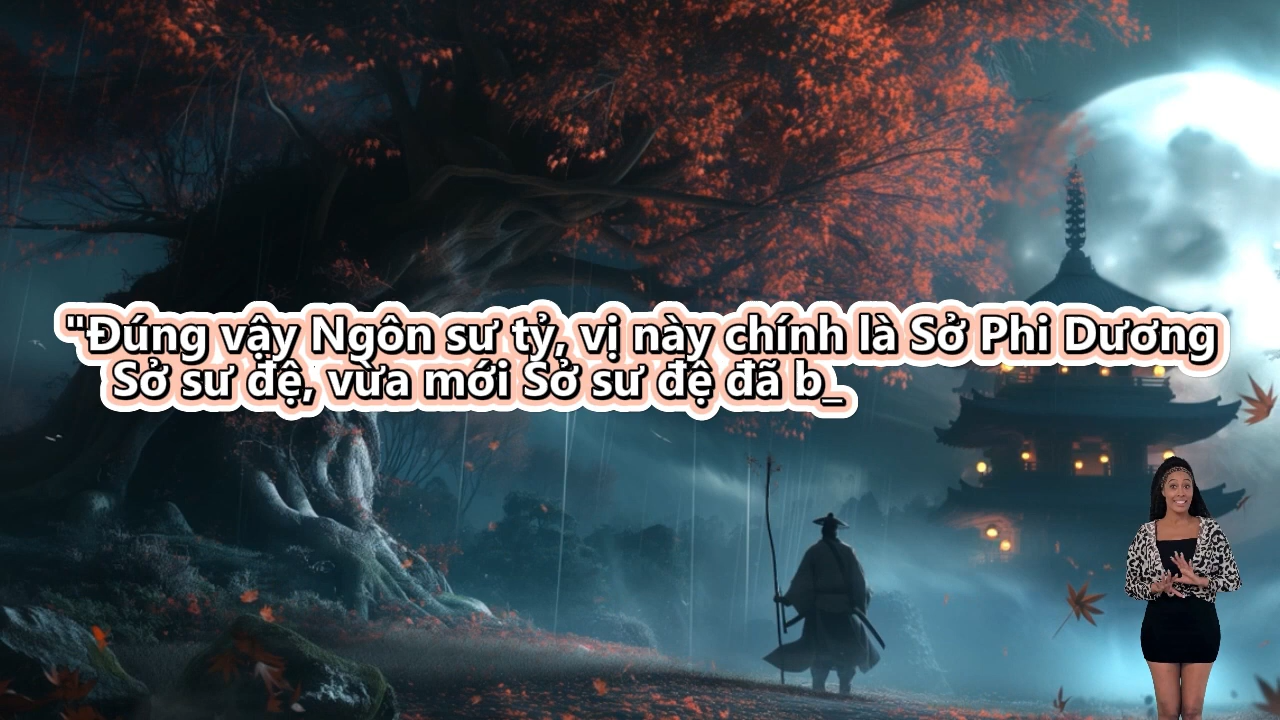 "Đúng vậy Ngôn sư tỷ, vị này chính là Sở Phi Dương
Sở sư đệ, vừa mới Sở sư đệ đã b_